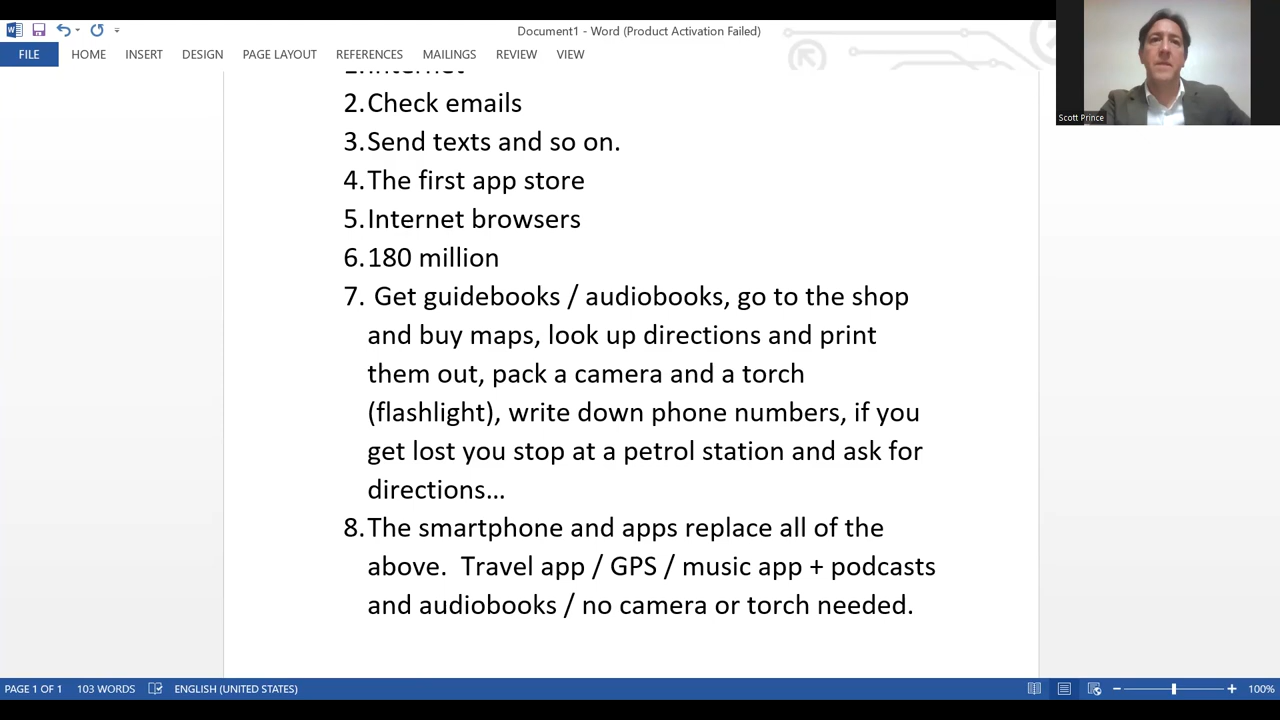 Document1 - Word (Product Activation Failed)
FILE HOME INSERT DESIGN PAGE LAYOUT REFERENCES MAILINGS REVIEW VIEW
Scott Prince
2. Check emails
3. Send texts and so on.
4. The first app store
5. Internet browsers
6. 180 million
7. Get guidebooks / audiobooks, go to the shop
and buy maps, look up directions and print
them out, pack a camera and a torch
(flashlight), write down phone numbers, if you
get lost you stop at a petrol station and ask for
directions...
8. The smartphone and apps replace all of the
above. Travel app / GPS / music app + podcasts
and audiobooks / no camera or torch needed.
PAGE 1 OF 1 103 WORDS ENGLISH (UNITED STATES) 100%